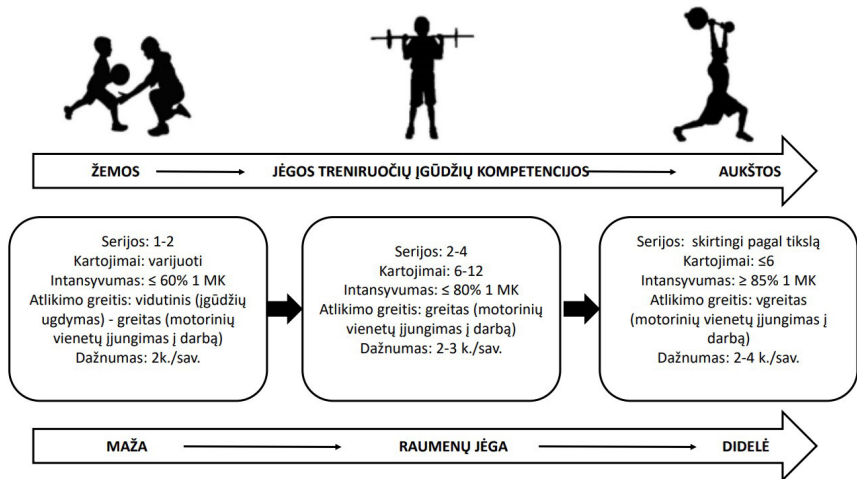 ŽEMOS JĖGOS TRENIRUOČIŲ ĮGŪDŽIŲ KOMPETENCIJOS AUKŠTOS
Serijos: 1-2
Kartojimai: varijuoti
Intansyvumas: ≤ 60% 1 MK
Atlikimo greitis: vidutinis (įgūdžių
ugdymas) - greitas (motorinių
vienetų įjungimas į darbą)
Dažnumas: 2k./sav.
Serijos: 2-4
Kartojimai: 6-12
Intansyvumas: ≤ 80% 1 MK
Atlikimo greitis: greitas (motorinių
vienetų įjungimas į darbą)
Dažnumas: 2-3 k./sav.
Serijos: skirtingi pagal tikslą
Kartojimai: ≤6
Intansyvumas: ≥ 85% 1 MK
Atlikimo greitis: vgreitas
(motorinių vienetų įjungimas į
darbą)
Dažnumas: 2-4 k./sav.
MAŽA RAUMENŲ JĖGA DIDELĖ